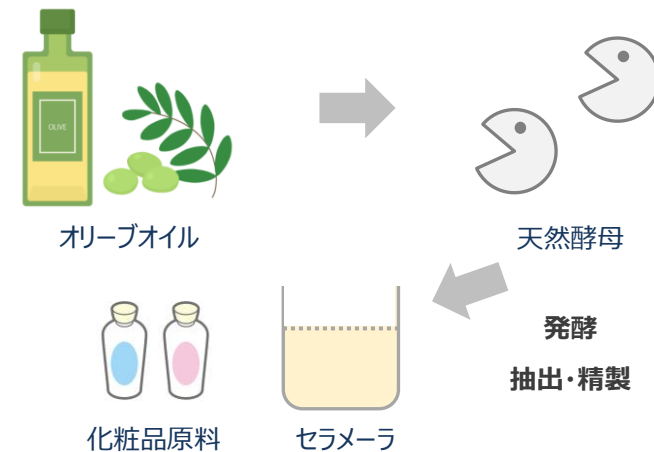 OLIVE
オリーブオイル
天然酵母
発酵
抽出・精製
化粧品原料
セラメーラ